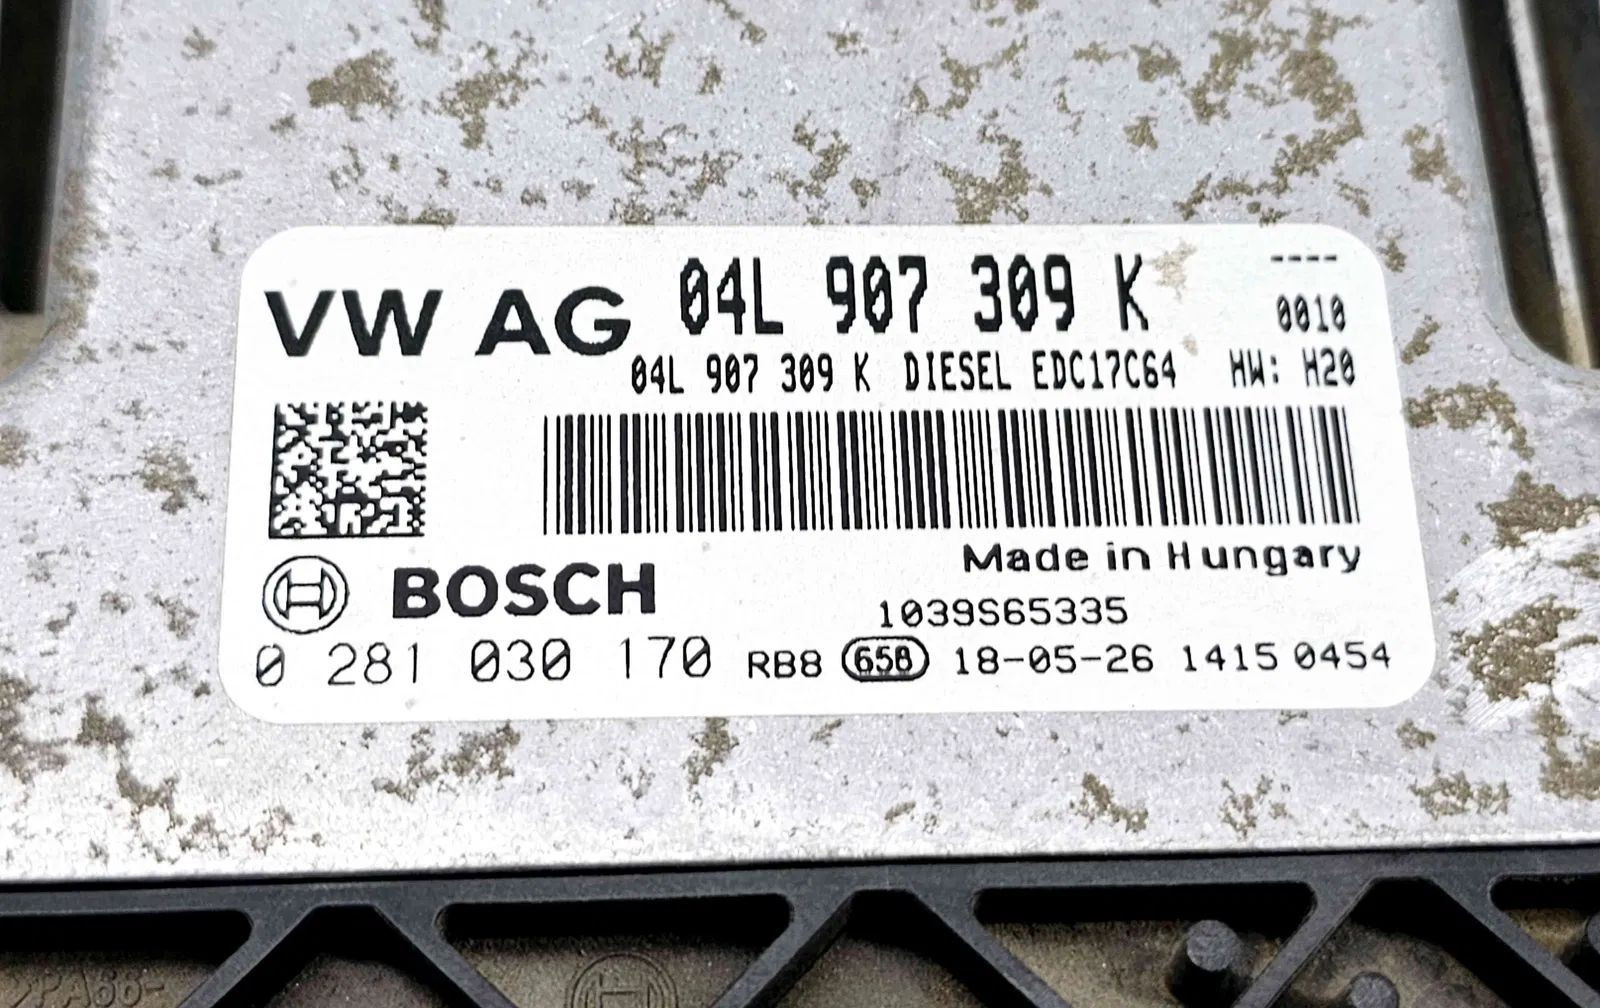 VW AG 04L 907 309 K ----
0010
04L 907 309 K DIESEL EDC17C64 HW: H20
Made in Hungary
BOSCH
1039S65335
0 281 030 170 RB8 658 18-05-26 1415 0454
PA66-